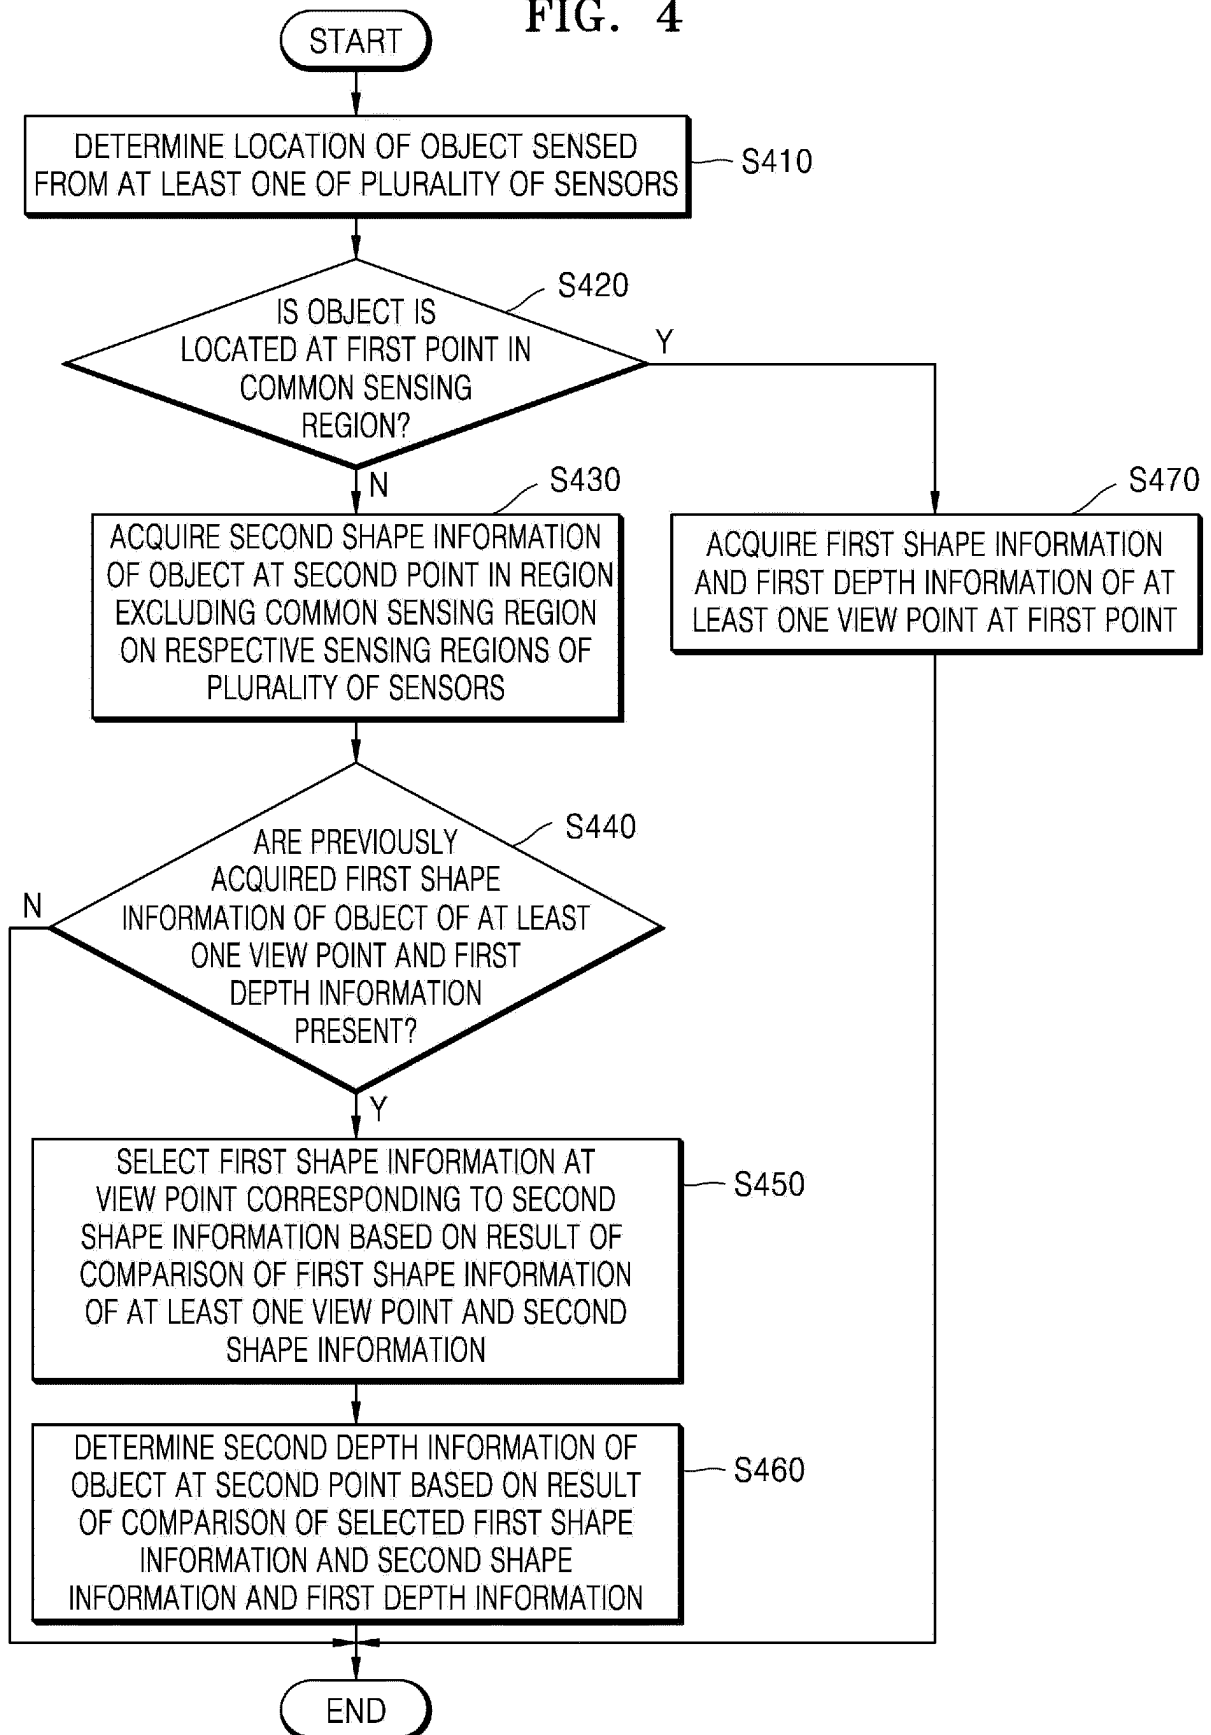 FIG. 4
START
DETERMINE LOCATION OF OBJECT SENSED
FROM AT LEAST ONE OF PLURALITY OF SENSORS
S410
S420
IS OBJECT IS
LOCATED AT FIRST POINT IN
COMMON SENSING
REGION?
Y
N
S430
ACQUIRE SECOND SHAPE INFORMATION
OF OBJECT AT SECOND POINT IN REGION
EXCLUDING COMMON SENSING REGION
ON RESPECTIVE SENSING REGIONS OF
PLURALITY OF SENSORS
S470
ACQUIRE FIRST SHAPE INFORMATION
AND FIRST DEPTH INFORMATION OF AT
LEAST ONE VIEW POINT AT FIRST POINT
S440
ARE PREVIOUSLY
ACQUIRED FIRST SHAPE
INFORMATION OF OBJECT OF AT LEAST
ONE VIEW POINT AND FIRST
DEPTH INFORMATION
PRESENT?
N
Y
SELECT FIRST SHAPE INFORMATION AT
VIEW POINT CORRESPONDING TO SECOND
SHAPE INFORMATION BASED ON RESULT OF
COMPARISON OF FIRST SHAPE INFORMATION
OF AT LEAST ONE VIEW POINT AND SECOND
SHAPE INFORMATION
S450
DETERMINE SECOND DEPTH INFORMATION OF
OBJECT AT SECOND POINT BASED ON RESULT
OF COMPARISON OF SELECTED FIRST SHAPE
INFORMATION AND SECOND SHAPE
INFORMATION AND FIRST DEPTH INFORMATION
S460
END